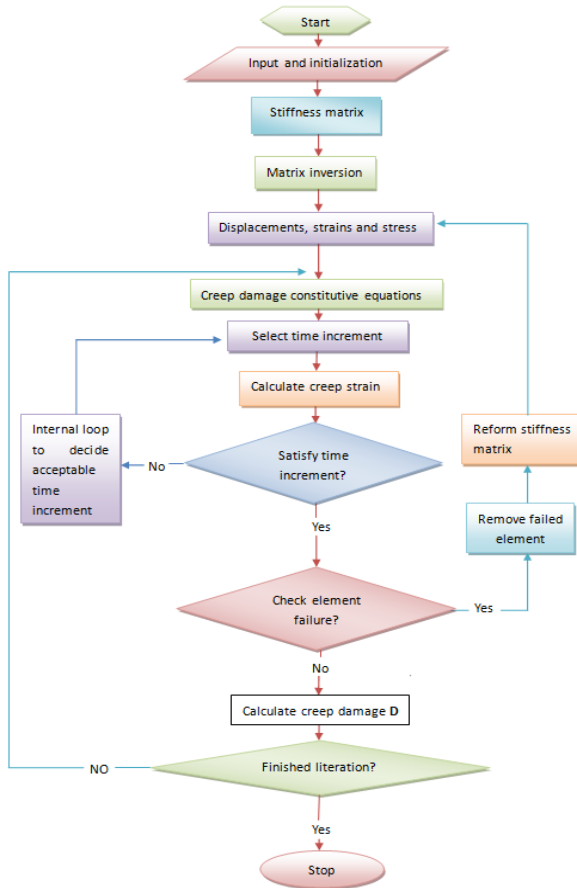 Start
Input and initialization
Stiffness matrix
Matrix inversion
Displacements, strains and stress
Creep damage constitutive equations
Select time increment
Calculate creep strain
Internal loop
to decide
acceptable
time
increment
No
Satisfy time
increment?
Reform stiffness
matrix
Yes
Remove failed
element
Check element
failure?
Yes
No
Calculate creep damage D
NO
Finished literation?
Yes
Stop